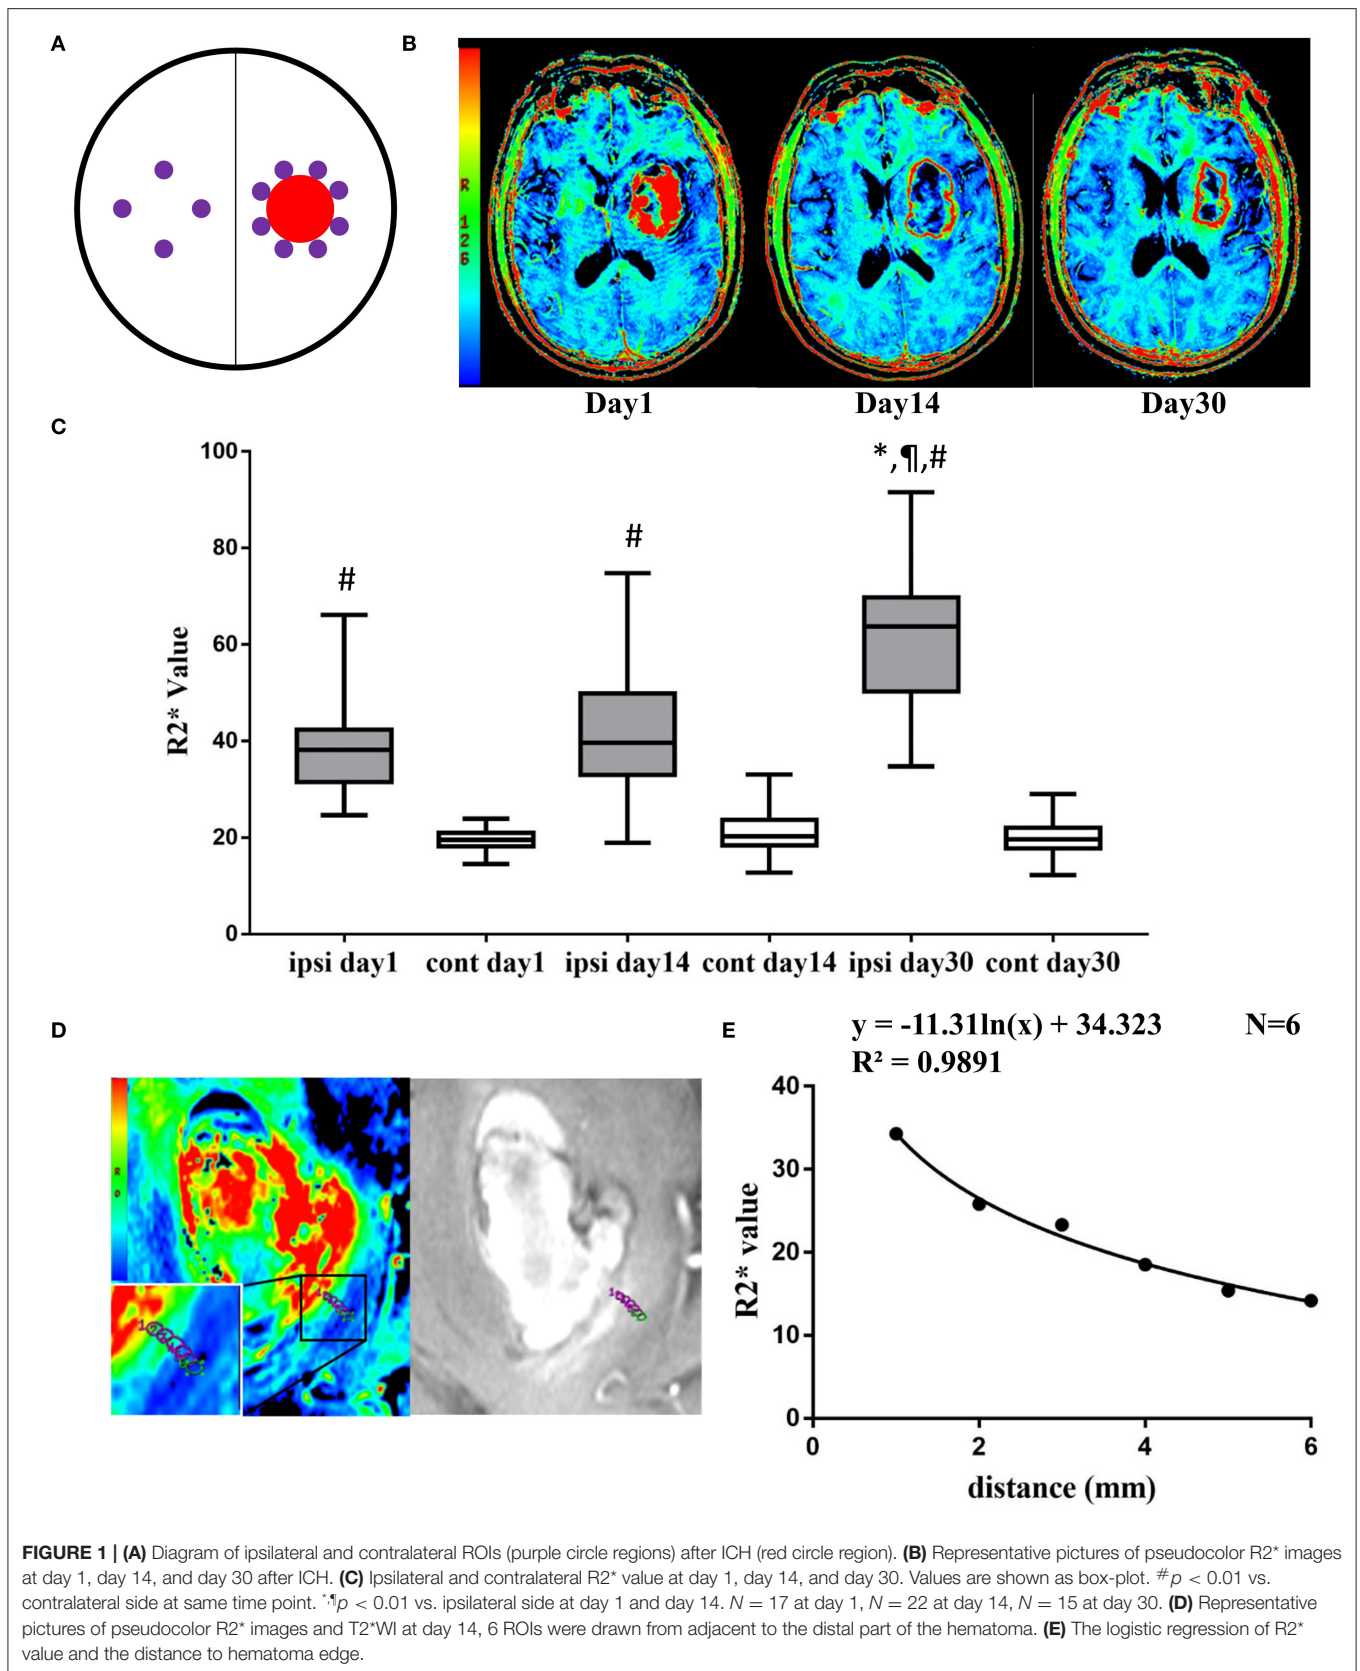 A
B
R
1
2
6
Day1 Day14 Day30
C
100
80
60
40
20
0
R2* Value
#
#
*,¶,#
ipsi day1 cont day1 ipsi day14 cont day14 ipsi day30 cont day30
D
R
0
1
1
E
y = -11.31ln(x) + 34.323 N=6
R² = 0.9891
40
30
20
10
0
R2* value
0 2 4 6
distance (mm)
FIGURE 1 | (A) Diagram of ipsilateral and contralateral ROIs (purple circle regions) after ICH (red circle region). (B) Representative pictures of pseudocolor R2* images
at day 1, day 14, and day 30 after ICH. (C) Ipsilateral and contralateral R2* value at day 1, day 14, and day 30. Values are shown as box-plot. #p < 0.01 vs.
contralateral side at same time point. *,¶p < 0.01 vs. ipsilateral side at day 1 and day 14. N = 17 at day 1, N = 22 at day 14, N = 15 at day 30. (D) Representative
pictures of pseudocolor R2* images and T2*WI at day 14, 6 ROIs were drawn from adjacent to the distal part of the hematoma. (E) The logistic regression of R2*
value and the distance to hematoma edge.